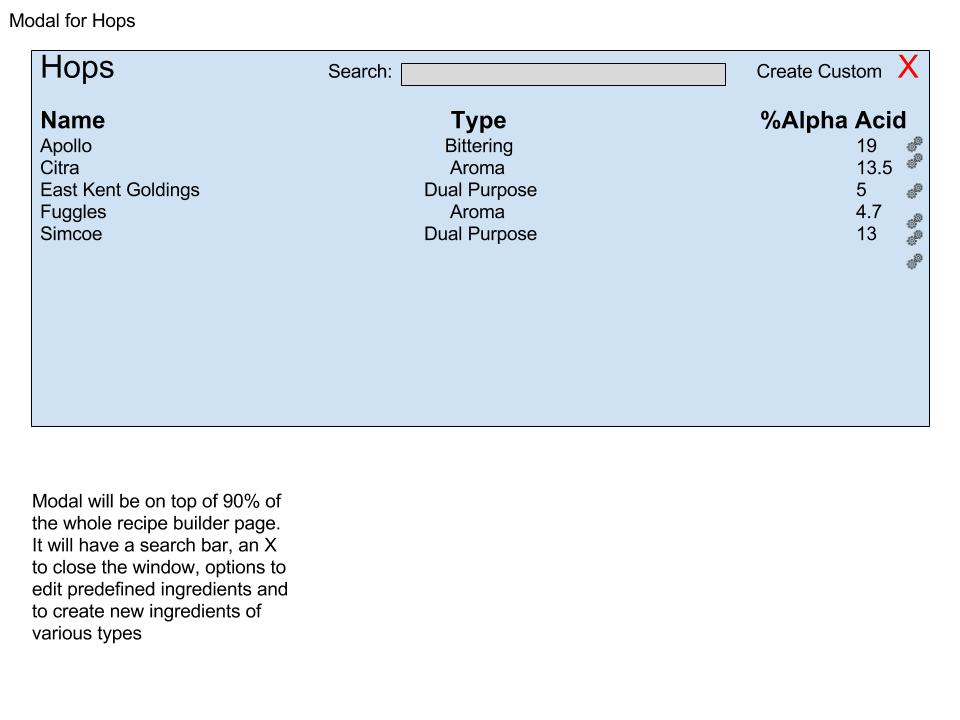 Modal for Hops
Hops Search: Create Custom X
Name Type %Alpha Acid
Apollo Bittering 19
Citra Aroma 13.5
East Kent Goldings Dual Purpose 5
Fuggles Aroma 4.7
Simcoe Dual Purpose 13
Modal will be on top of 90% of
the whole recipe builder page.
It will have a search bar, an X
to close the window, options to
edit predefined ingredients and
to create new ingredients of
various types